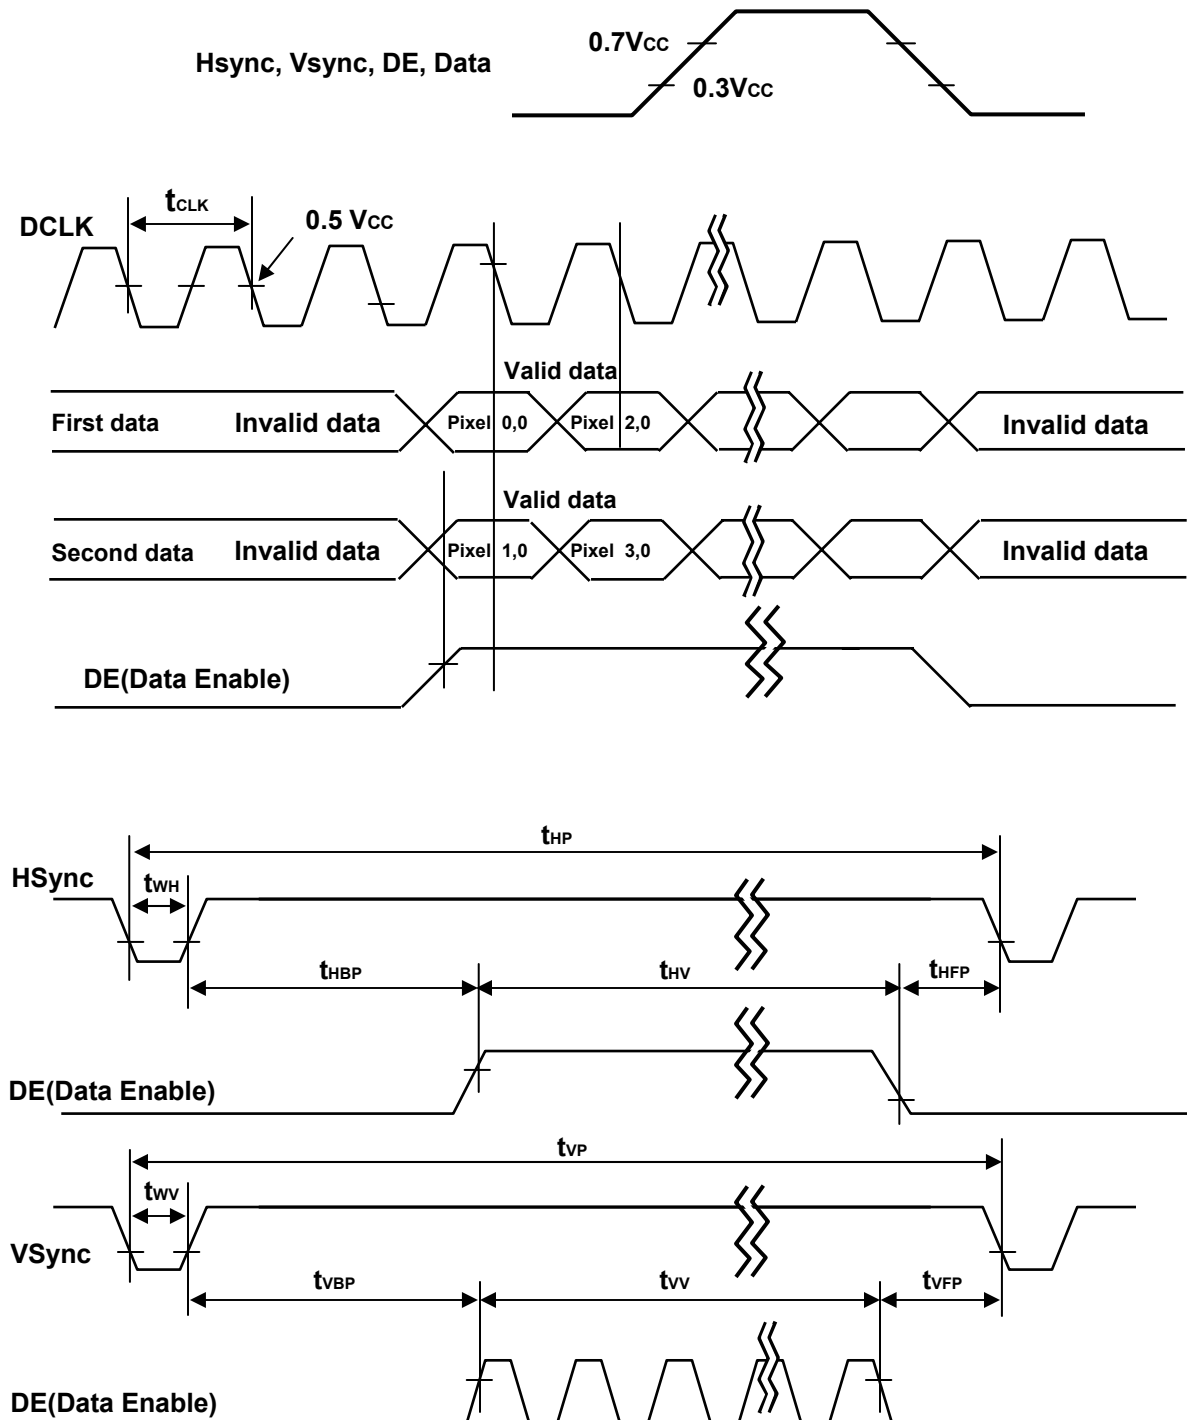 0.7VCC
Hsync, Vsync, DE, Data
0.3VCC
tCLK
DCLK
0.5 VCC
Valid data
First data Invalid data Pixel 0,0 Pixel 2,0 Invalid data
Valid data
Second data Invalid data Pixel 1,0 Pixel 3,0 Invalid data
DE(Data Enable)
tHP
HSync
tWH
tHBP tHV tHFP
DE(Data Enable)
tVP
tWV
VSync
tVBP tVV tVFP
DE(Data Enable)